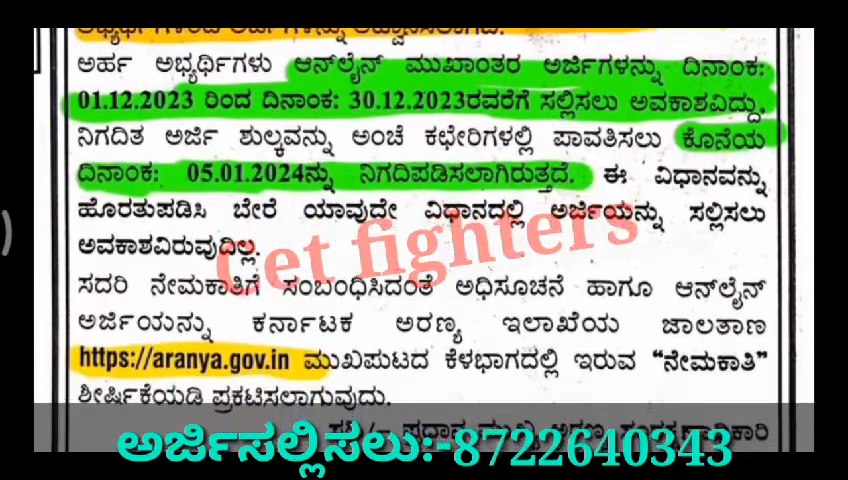 ಅರ್ಹ ಅಭ್ಯರ್ಥಿಗಳು ಆನ್‌ಲೈನ್ ಮುಖಾಂತರ ಅರ್ಜಿಗಳನ್ನು ದಿನಾಂಕ:
01.12.2023 ರಿಂದ ದಿನಾಂಕ: 30.12.2023ರವರೆಗೆ ಸಲ್ಲಿಸಲು ಅವಕಾಶವಿದ್ದು,
ನಿಗದಿತ ಅರ್ಜಿ ಶುಲ್ಕವನ್ನು ಅಂಚೆ ಕಛೇರಿಗಳಲ್ಲಿ ಪಾವತಿಸಲು ಕೊನೆಯ
ದಿನಾಂಕ: 05.01.2024ನ್ನು ನಿಗದಿಪಡಿಸಲಾಗಿರುತ್ತದೆ. ಈ ವಿಧಾನವನ್ನು
ಹೊರತುಪಡಿಸಿ ಬೇರೆ ಯಾವುದೇ ವಿಧಾನದಲ್ಲಿ ಅರ್ಜಿಯನ್ನು ಸಲ್ಲಿಸಲು
ಅವಕಾಶವಿರುವುದಿಲ್ಲ.
Cet fighters
ಸದರಿ ನೇಮಕಾತಿಗೆ ಸಂಬಂಧಿಸಿದಂತೆ ಅಧಿಸೂಚನೆ ಹಾಗೂ ಆನ್‌ಲೈನ್
ಅರ್ಜಿಯನ್ನು ಕರ್ನಾಟಕ ಅರಣ್ಯ ಇಲಾಖೆಯ ಜಾಲತಾಣ
https://aranya.gov.in ಮುಖಪುಟದ ಕೆಳಭಾಗದಲ್ಲಿ ಇರುವ “ನೇಮಕಾತಿ”
ಶೀರ್ಷಿಕೆಯಡಿ ಪ್ರಕಟಿಸಲಾಗುವುದು.
ಅರ್ಜಿಸಲ್ಲಿಸಲು:-8722640343